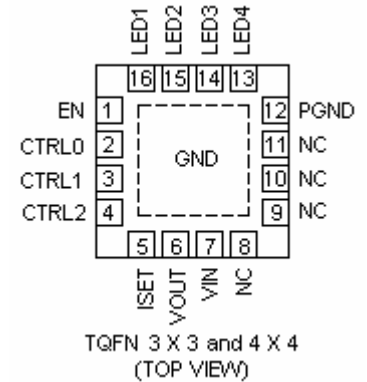 LED1 LED2 LED3 LED4
16 15 14 13
EN 1 12 PGND
CTRL0 2 11 NC
GND
CTRL1 3 10 NC
CTRL2 4 9 NC
5 6 7 8
ISET VOUT VIN NC
TQFN 3 X 3 and 4 X 4
(TOP VIEW)